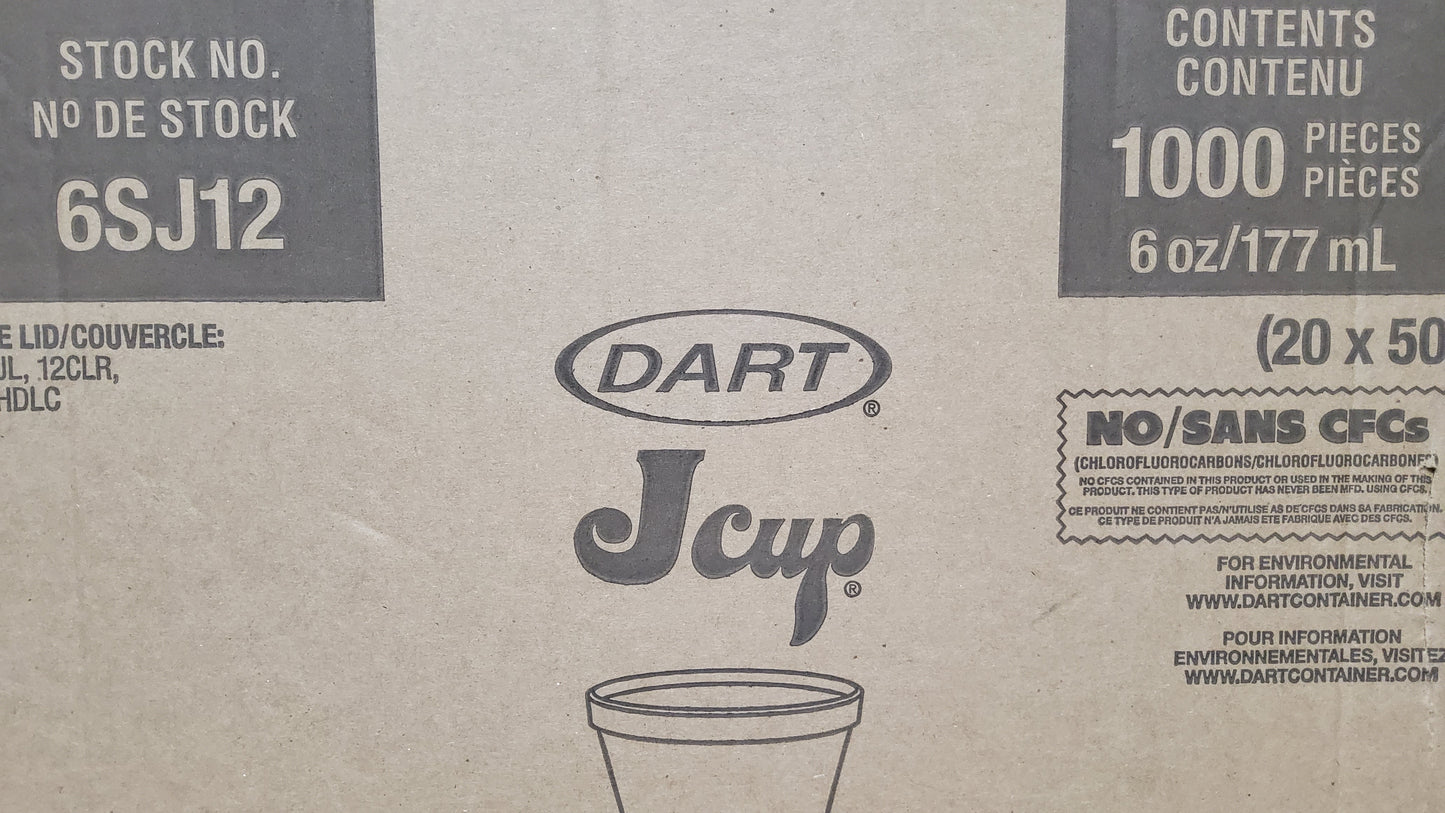 STOCK NO.
Nº DE STOCK
6SJ12
E LID/COUVERCLE:
JL, 12CLR,
HDLC
DART®
J cup®
CONTENTS
CONTENU
1000 PIECES
PIÈCES
6 oz/177 mL
(20 x 50
NO/SANS CFCs
(CHLOROFLUOROCARBONS/CHLOROFLUOROCARBONES)
NO CFCS CONTAINED IN THIS PRODUCT OR USED IN THE MAKING OF THIS
PRODUCT. THIS TYPE OF PRODUCT HAS NEVER BEEN MFD. USING CFCS.
CE PRODUIT NE CONTIENT PAS/N'UTILISE AS DE'CFCS DANS SA FABRICATION.
CE TYPE DE PRODUIT N'A JAMAIS ETE FABRIQUE AVEC DES CFCS.
FOR ENVIRONMENTAL
INFORMATION, VISIT
WWW.DARTCONTAINER.COM
POUR INFORMATION
ENVIRONNEMENTALES, VISITEZ
WWW.DARTCONTAINER.COM